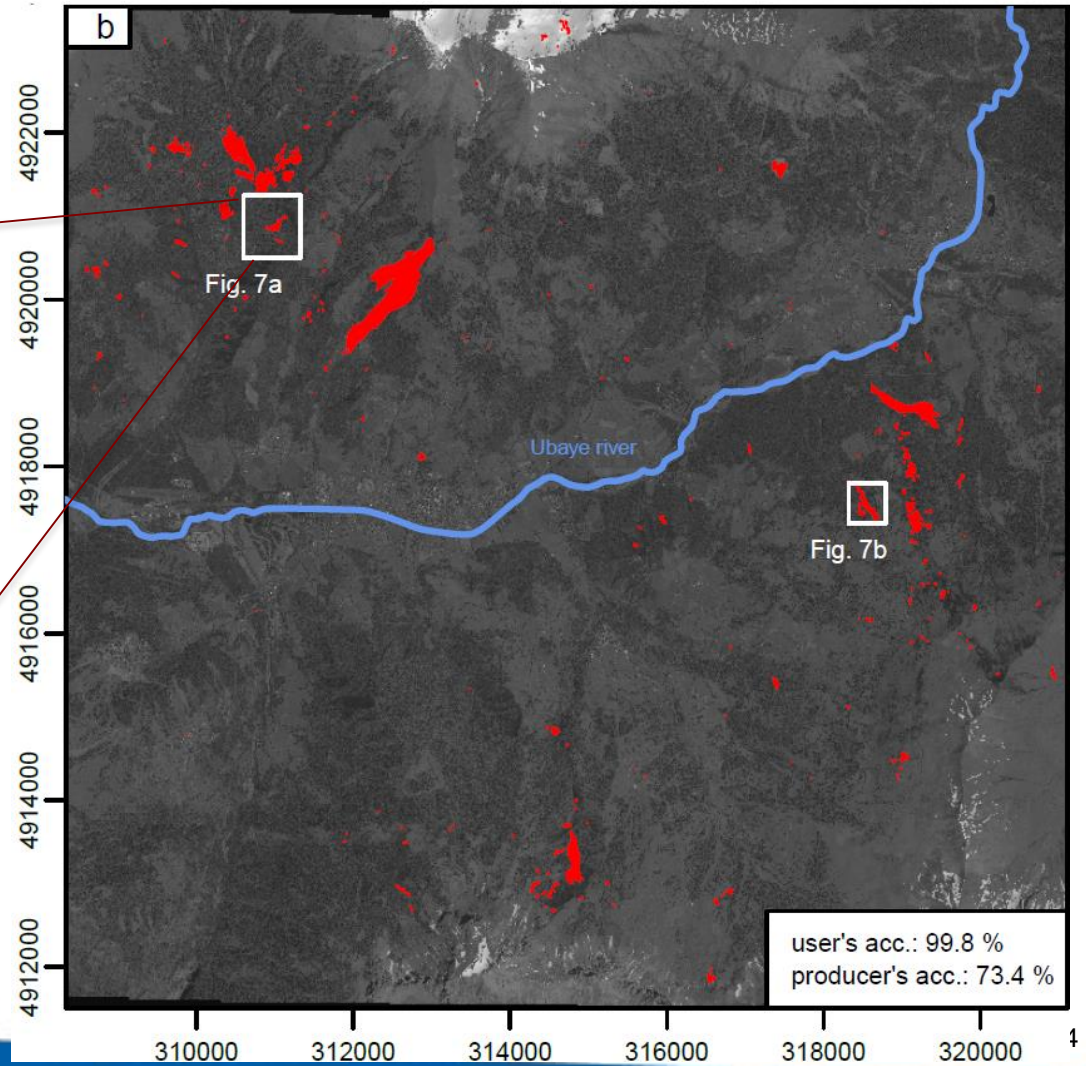 b
4922000
4920000
4918000
4916000
4914000
4912000
Fig. 7a
Ubaye river
Fig. 7b
user's acc.: 99.8 %
producer's acc.: 73.4 %
310000 312000 314000 316000 318000 320000
4